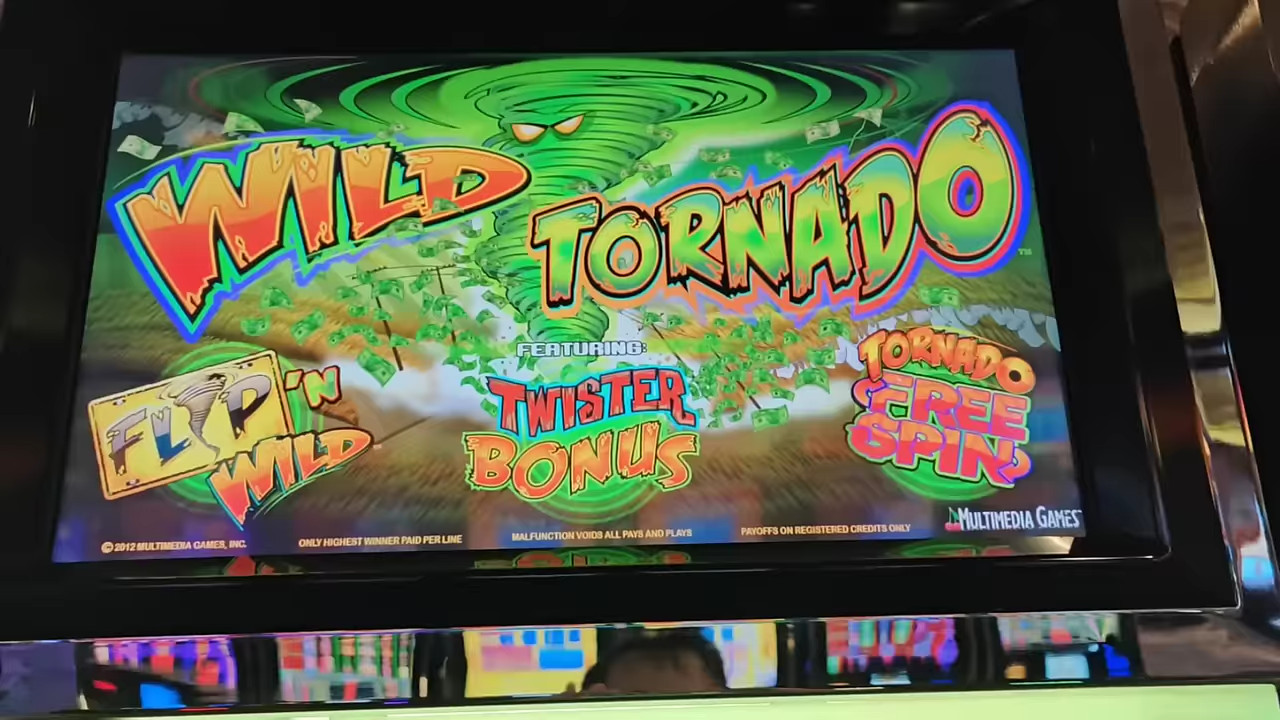 WILD TORNADO™
FEATURING:
FLIP 'N
WILD
TWISTER
BONUS
TORNADO
FREE
SPIN
MULTIMEDIA GAMES
© 2012 MULTIMEDIA GAMES, INC.
ONLY HIGHEST WINNER PAID PER LINE
MALFUNCTION VOIDS ALL PAYS AND PLAYS
PAYOFFS ON REGISTERED CREDITS ONLY